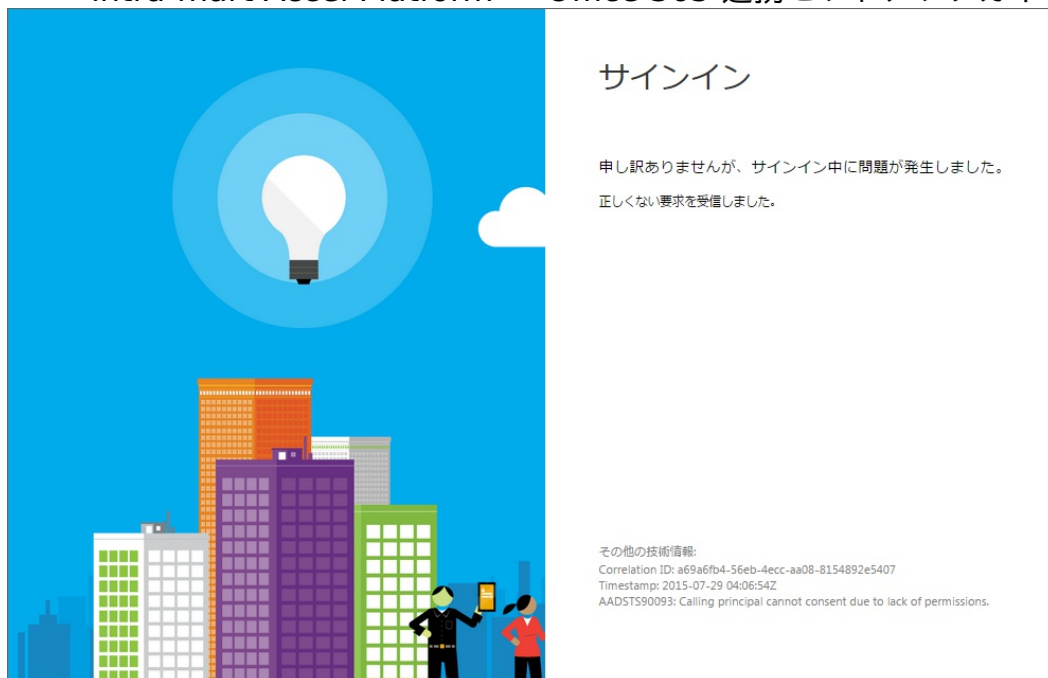 サインイン
申し訳ありませんが、サインイン中に問題が発生しました。
正しくない要求を受信しました。
その他の技術情報:
Correlation ID: a69a6fb4-56eb-4ecc-aa08-8154892e5407
Timestamp: 2015-07-29 04:06:54Z
AADSTS90093: Calling principal cannot consent due to lack of permissions.